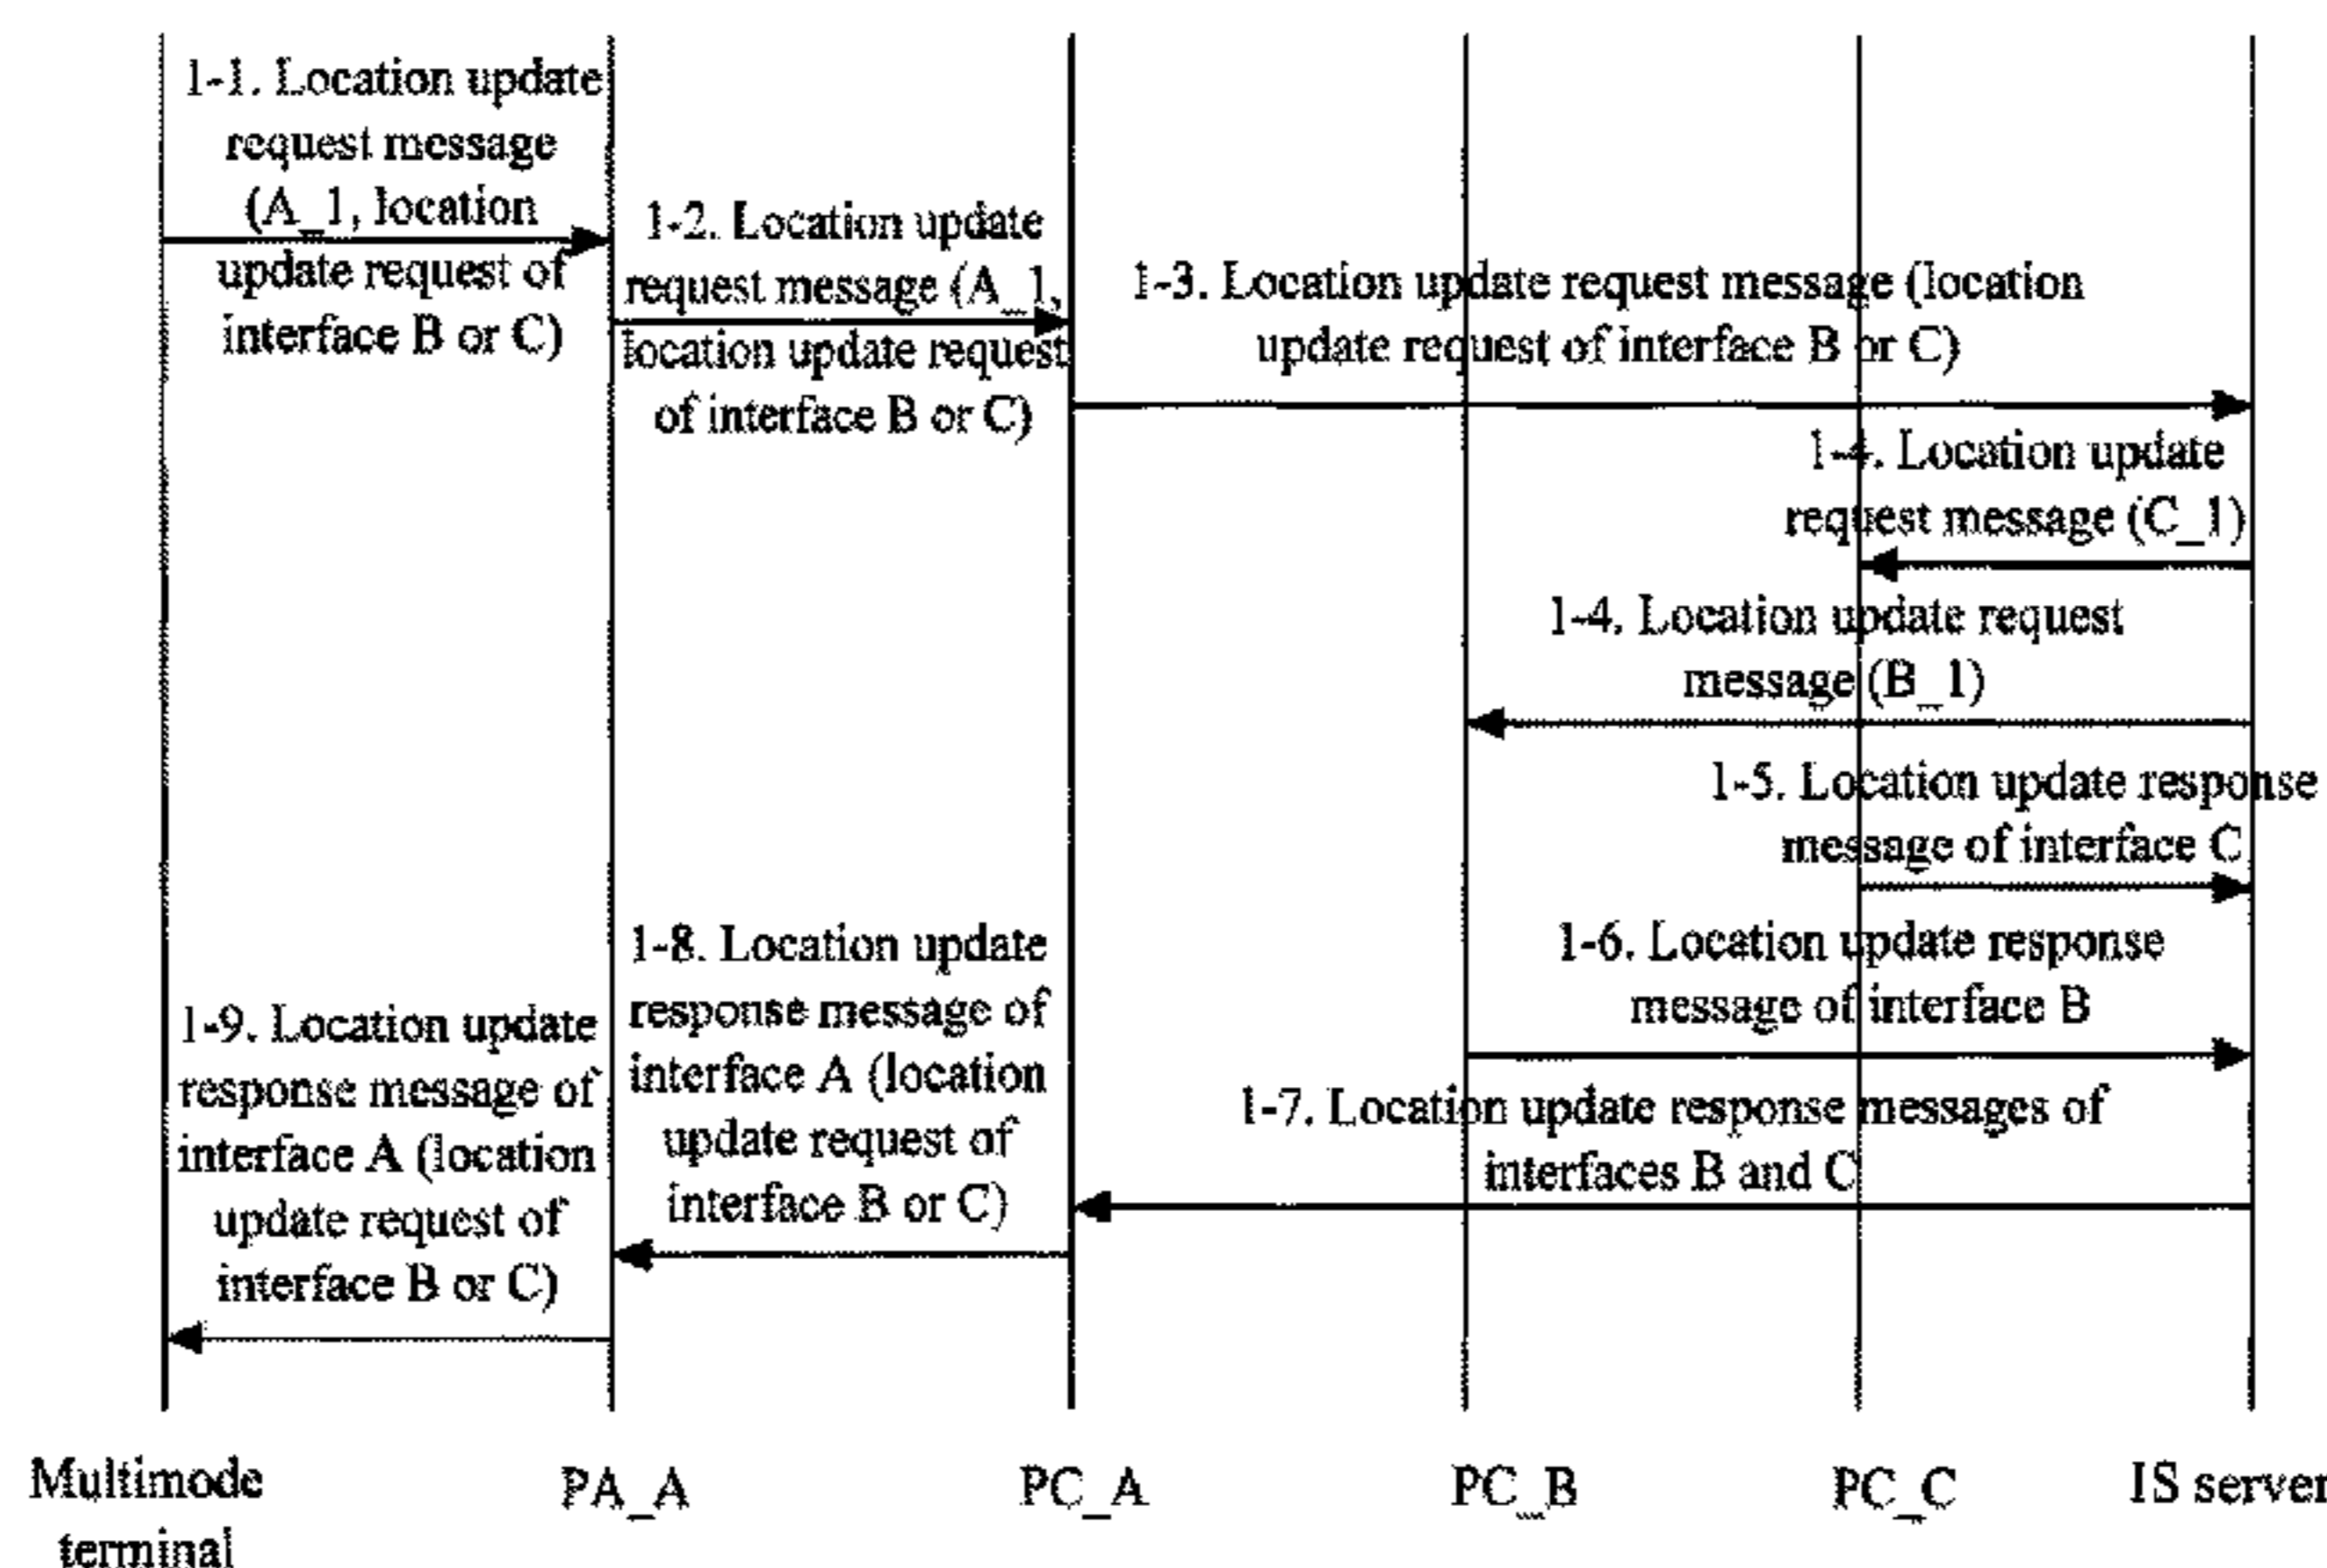 1-1. Location update
request message
(A_1, location
update request of
interface B or C)
1-2. Location update
request message (A_1,
location update request
of interface B or C)
1-3. Location update request message (location
update request of interface B or C)
1-4. Location update
request message (C_1)
1-4. Location update request
message (B_1)
1-5. Location update response
message of interface C
1-6. Location update response
message of interface B
1-7. Location update response messages of
interfaces B and C
1-8. Location update
response message of
interface A (location
update request of
interface B or C)
1-9. Location update
response message of
interface A (location
update request of
interface B or C)
Multimode
terminal
PA_A
PC_A
PC_B
PC_C
IS server